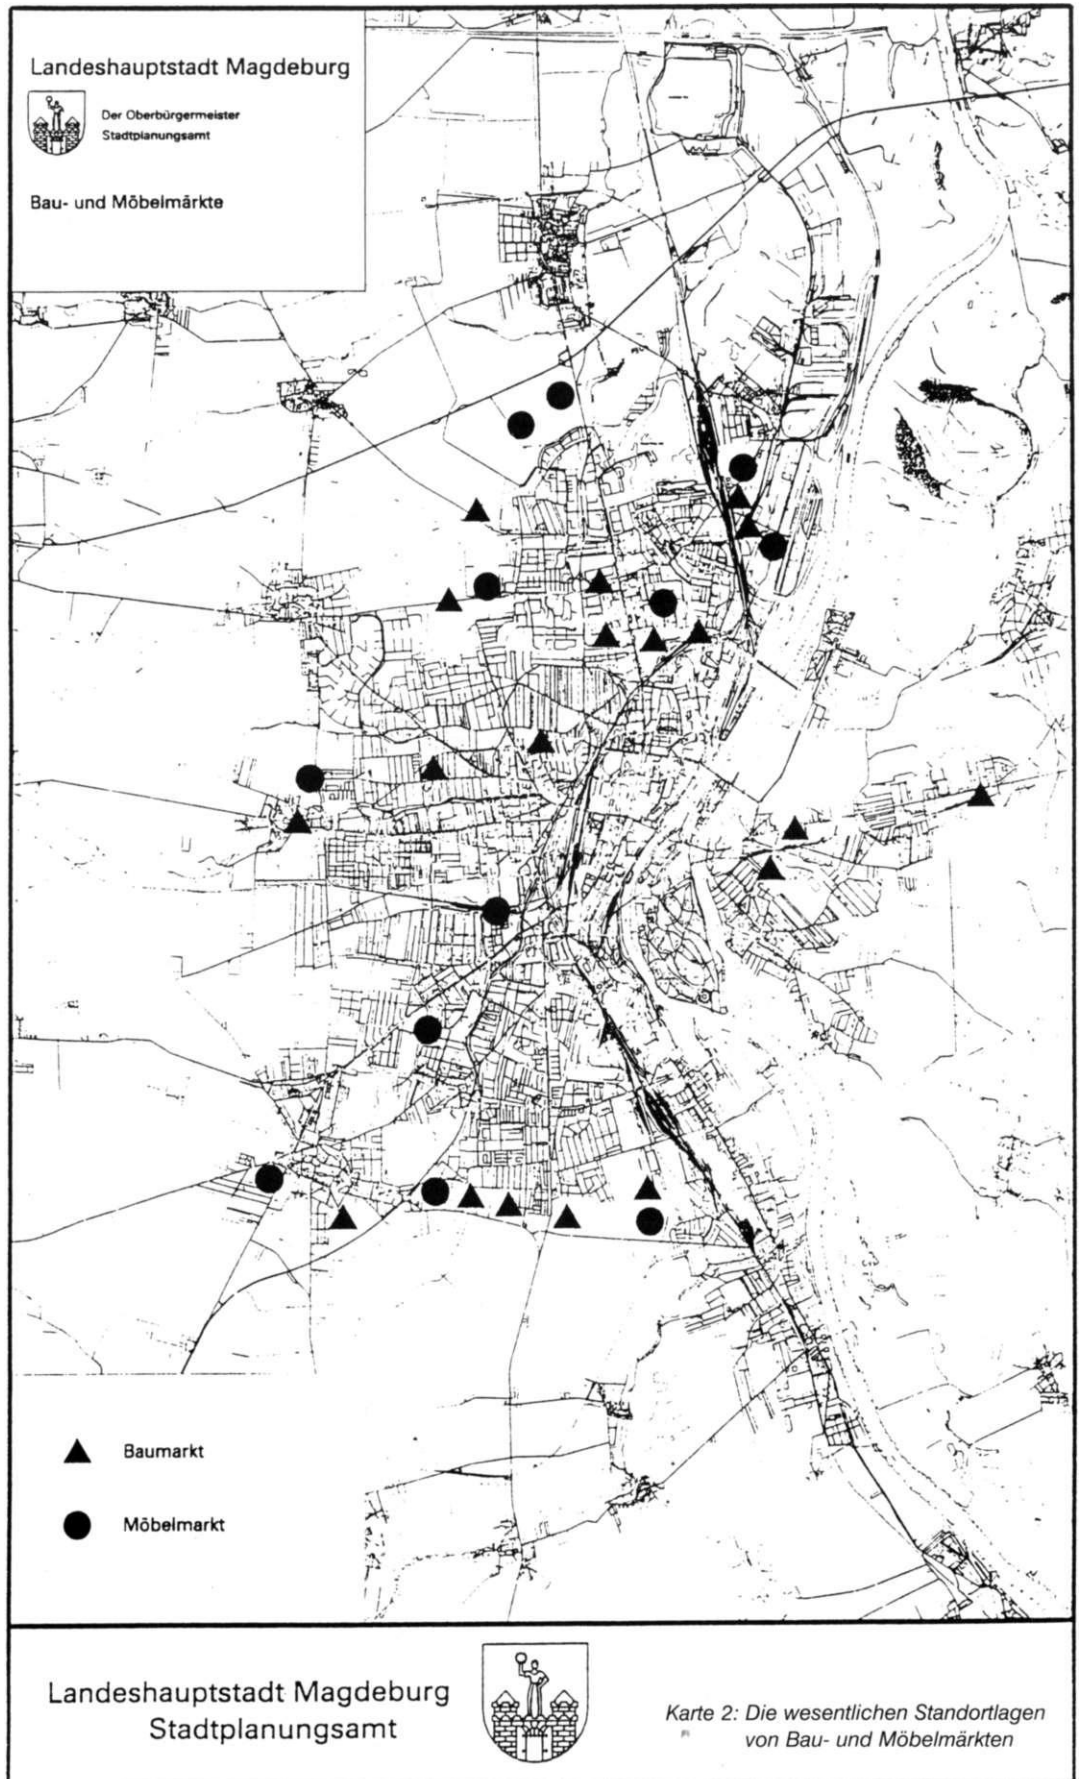 Landeshauptstadt Magdeburg
Der Oberbürgermeister
Stadtplanungsamt
Bau- und Möbelmärkte
Baumarkt
Möbelmarkt
Landeshauptstadt Magdeburg
Stadtplanungsamt
Karte 2: Die wesentlichen Standortlagen
von Bau- und Möbelmärkten